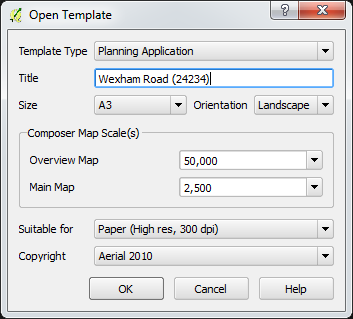 Open Template
Template Type Planning Application
Title Wexham Road (24234)
Size A3 Orientation Landscape
Composer Map Scale(s)
Overview Map 50,000
Main Map 2,500
Suitable for Paper (High res, 300 dpi)
Copyright Aerial 2010
OK Cancel Help